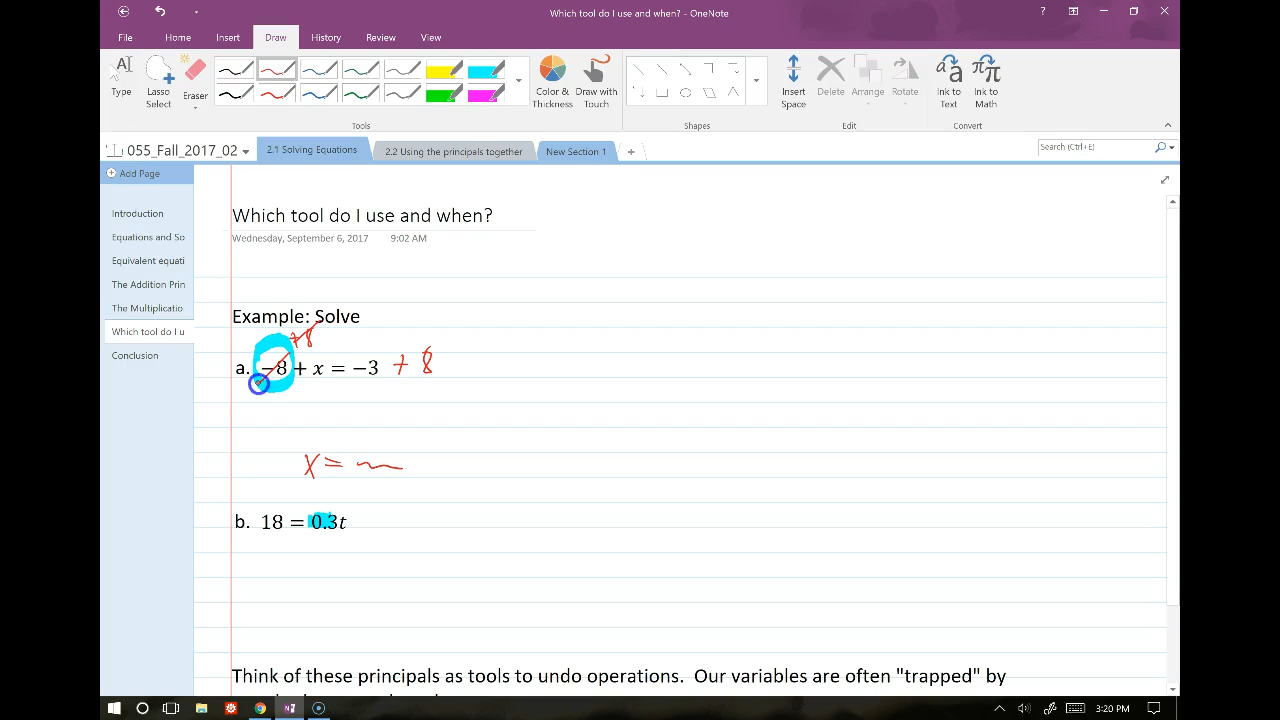 Which tool do I use and when? - OneNote
?
File Home Insert Draw History Review View
Type
Lasso Select
Eraser
Color & Thickness
Draw with Touch
Insert Space
Delete
Arrange
Rotate
Ink to Text
Ink to Math
Tools
Shapes
Edit
Convert
055_Fall_2017_02
2.1 Solving Equations
2.2 Using the principals together
New Section 1
Search (Ctrl+E)
Add Page
Introduction
Equations and So
Equivalent equati
The Addition Prin
The Multiplicatio
Which tool do I u
Conclusion
Which tool do I use and when?
Wednesday, September 6, 2017 9:02 AM
Example: Solve
+8
a. −8 + x = −3 + 8
x =
b. 18 = 0.3t
Think of these principals as tools to undo operations. Our variables are often "trapped" by
3:20 PM